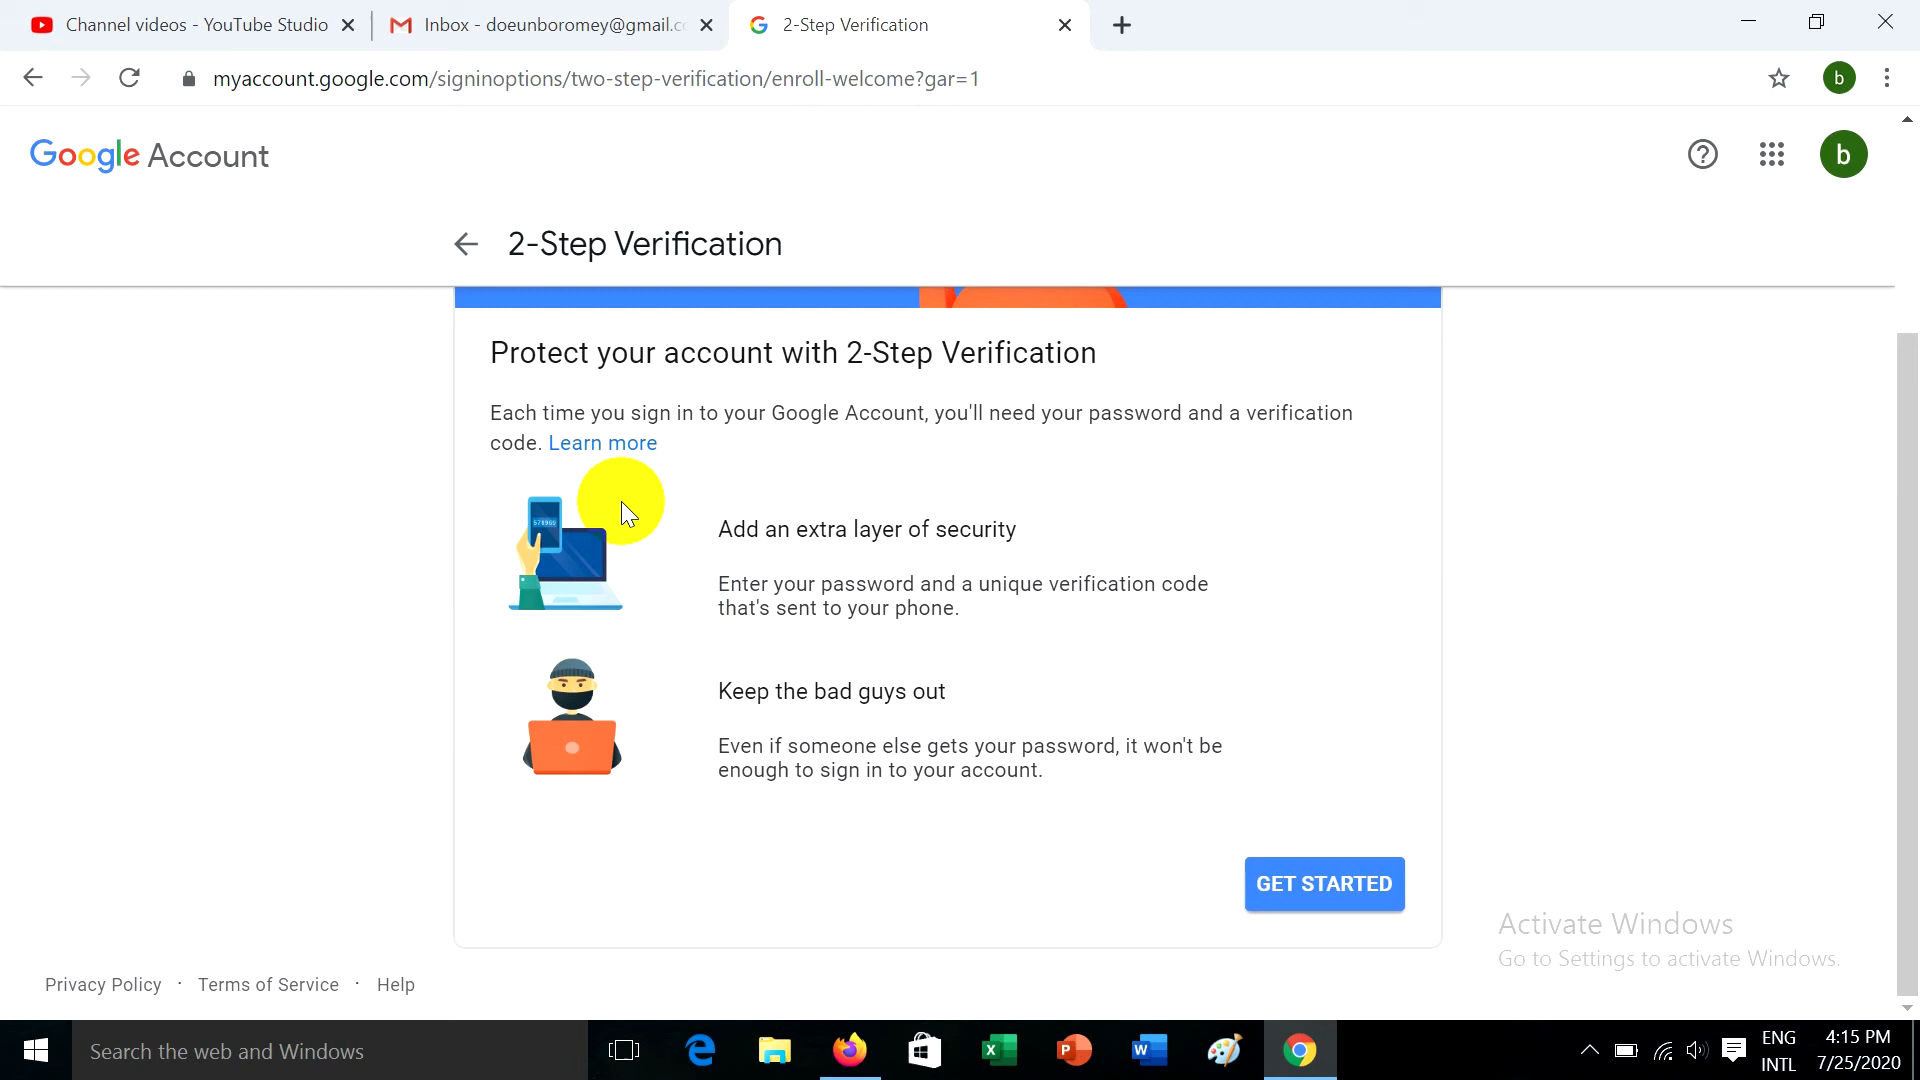 Channel videos - YouTube Studio
Inbox - doeunboromey@gmail.c
2-Step Verification
myaccount.google.com/signinoptions/two-step-verification/enroll-welcome?gar=1
b
Google Account
b
2-Step Verification
Protect your account with 2-Step Verification
Each time you sign in to your Google Account, you'll need your password and a verification
code. Learn more
578950
Add an extra layer of security
Enter your password and a unique verification code
that's sent to your phone.
Keep the bad guys out
Even if someone else gets your password, it won't be
enough to sign in to your account.
GET STARTED
Activate Windows
Go to Settings to activate Windows.
Privacy Policy · Terms of Service · Help
Search the web and Windows
ENG
INTL
4:15 PM
7/25/2020